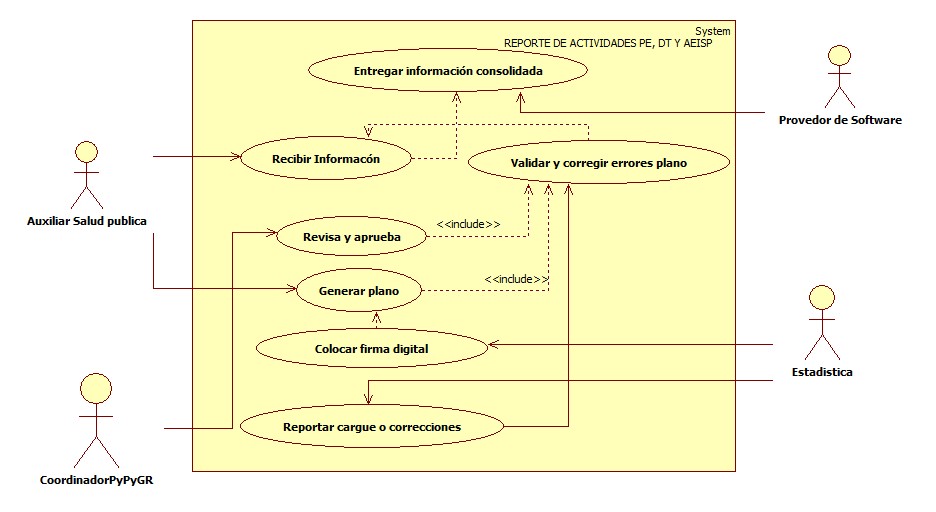 System
REPORTE DE ACTIVIDADES PE, DT Y AEISP
Entregar información consolidada
Provedor de Software
Recibir Informacón
Validar y corregir errores plano
Auxiliar Salud publica
<<include>>
Revisa y aprueba
<<include>>
Generar plano
Colocar firma digital
Estadistica
Reportar cargue o correcciones
CoordinadorPyPyGR